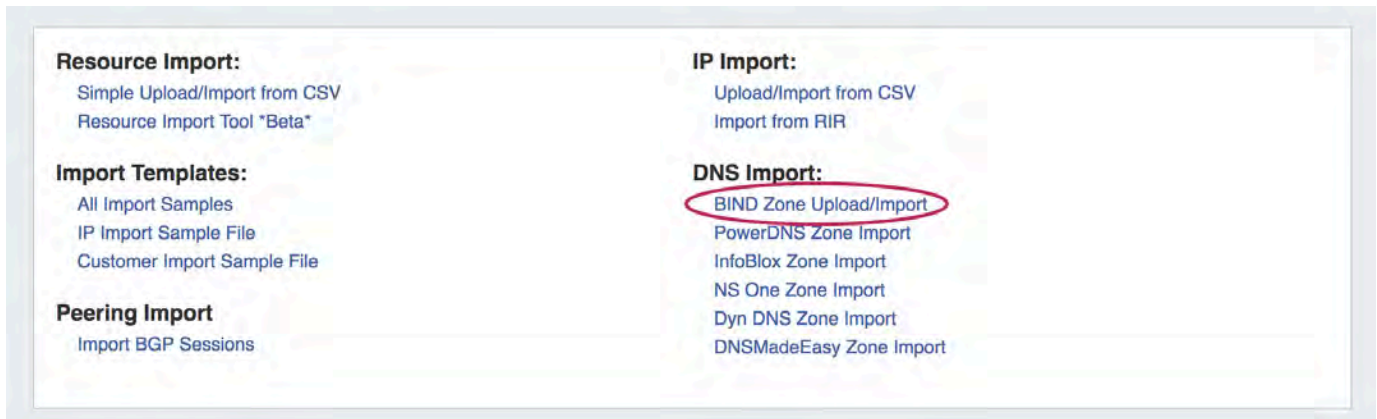 Resource Import:
Simple Upload/Import from CSV
Resource Import Tool *Beta*
Import Templates:
All Import Samples
IP Import Sample File
Customer Import Sample File
Peering Import
Import BGP Sessions
IP Import:
Upload/Import from CSV
Import from RIR
DNS Import:
BIND Zone Upload/Import
PowerDNS Zone Import
InfoBlox Zone Import
NS One Zone Import
Dyn DNS Zone Import
DNSMadeEasy Zone Import